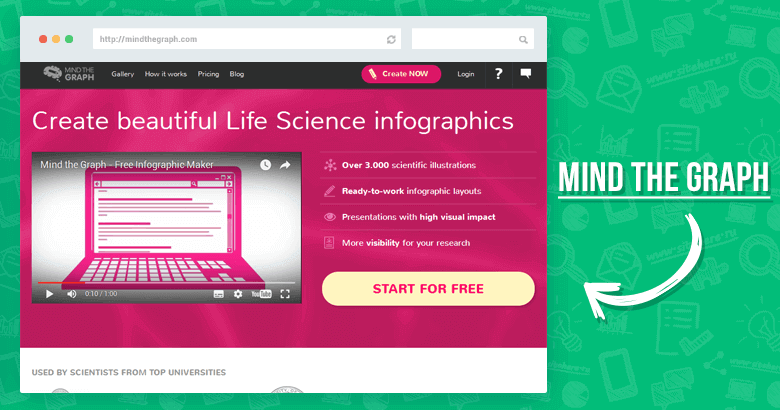 http://mindthegraph.com
MIND THE
GRAPH
Gallery
How it works
Pricing
Blog
Create NOW
Login
?
Create beautiful Life Science infographics
Mind the Graph - Free Infographic Maker
Over 3.000 scientific illustrations
Ready-to-work infographic layouts
Presentations with high visual impact
More visibility for your research
0:10 / 1:00
YouTube
START FOR FREE
USED BY SCIENTISTS FROM TOP UNIVERSITIES
MIND THE GRAPH